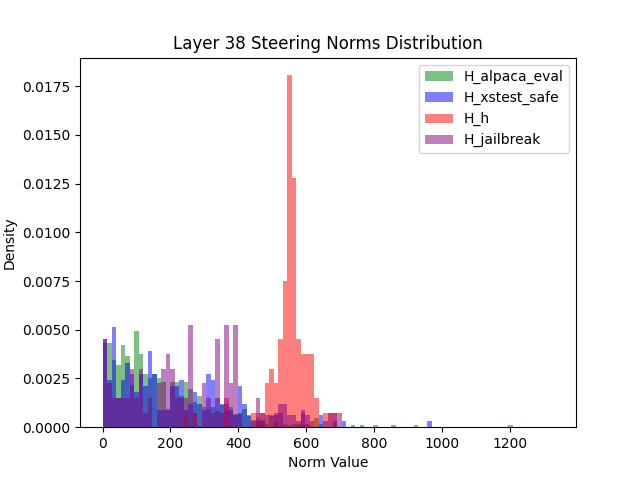 Layer 38 Steering Norms Distribution
H_alpaca_eval
H_xstest_safe
H_h
H_jailbreak
0.0175
0.0150
0.0125
0.0100
0.0075
0.0050
0.0025
0.0000
Density
0 200 400 600 800 1000 1200
Norm Value